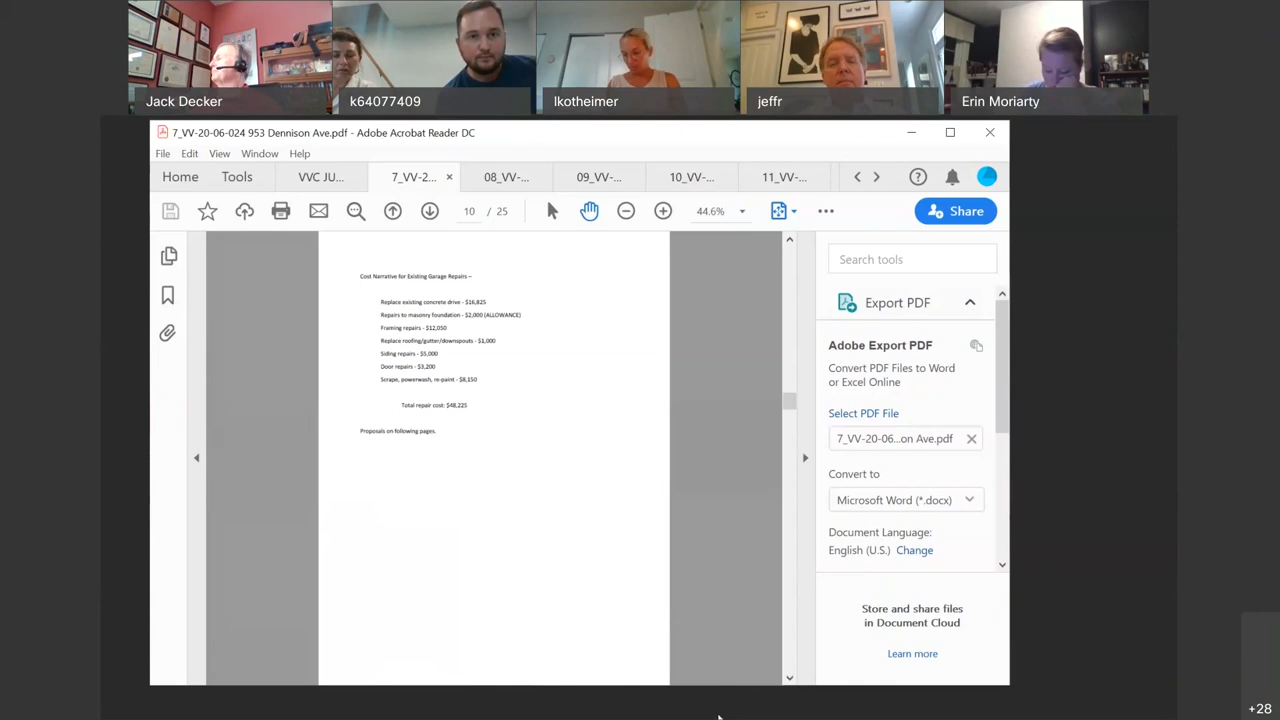 Jack Decker
k64077409
lkotheimer
jeffr
Erin Moriarty
7_VV-20-06-024 953 Dennison Ave.pdf - Adobe Acrobat Reader DC
File Edit View Window Help
Home Tools VVC JU... 7_VV-2... 08_VV-... 09_VV-... 10_VV-... 11_VV-...
10 / 25 44.6% Share
Cost Narrative for Existing Garage Repairs –
Replace existing concrete drive - $16,825
Repairs to masonry foundation - $2,000 (ALLOWANCE)
Framing repairs - $12,050
Replace roofing/gutter/downspouts - $1,000
Siding repairs - $5,000
Door repairs - $3,200
Scrape, powerwash, re-paint - $8,150
Total repair cost: $48,225
Proposals on following pages.
Search tools
Export PDF
Adobe Export PDF
Convert PDF Files to Word
or Excel Online
Select PDF File
7_VV-20-06...on Ave.pdf
Convert to
Microsoft Word (*.docx)
Document Language:
English (U.S.) Change
Store and share files
in Document Cloud
Learn more
+28